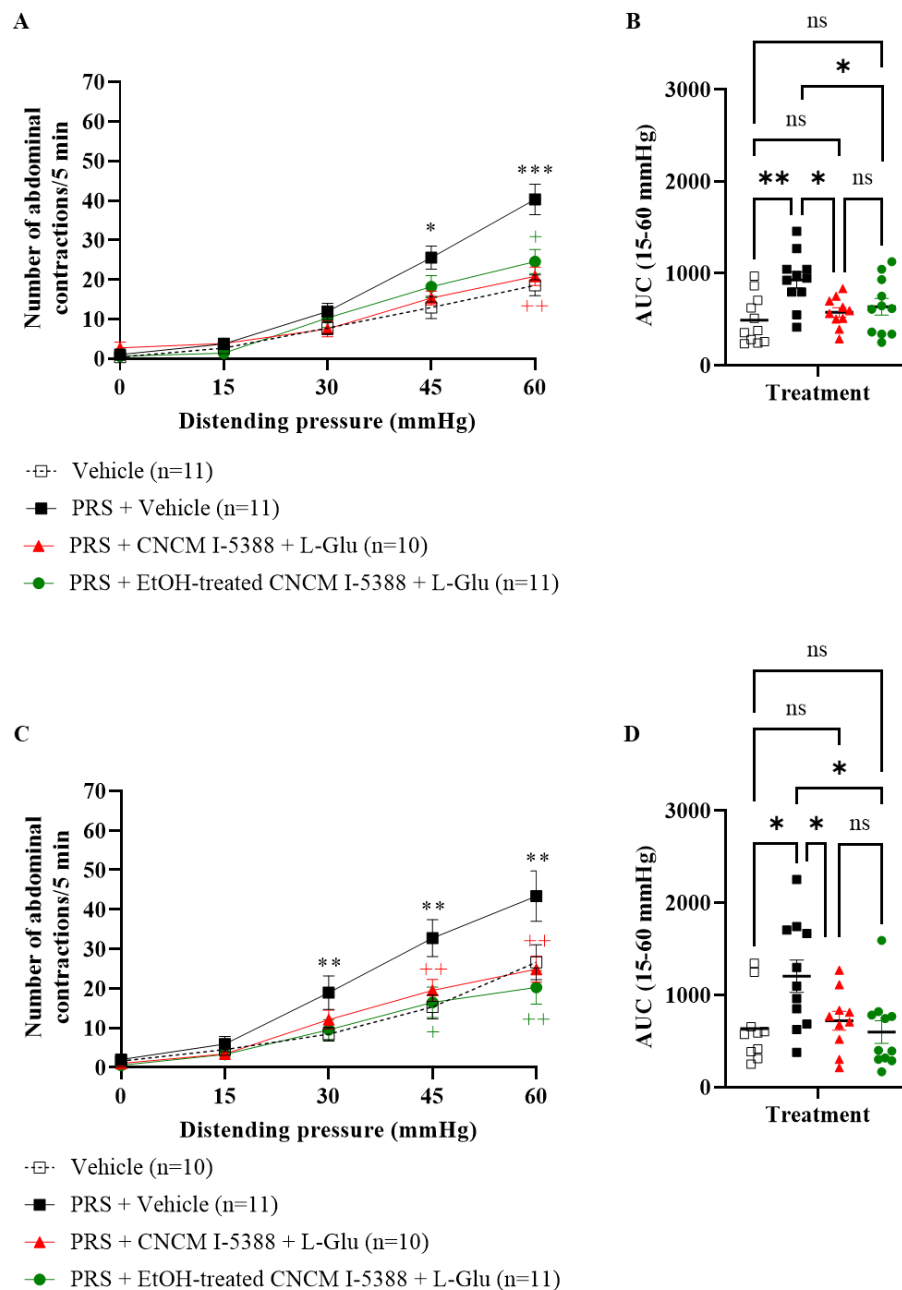 A
B
Number of abdominal
contractions/5 min
70
60
50
40
30
20
10
0
0 15 30 45 60
Distending pressure (mmHg)
*
***
+
++
AUC (15-60 mmHg)
3000
2000
1000
0
ns
*
ns
** * ns
Treatment
Vehicle (n=11)
PRS + Vehicle (n=11)
PRS + CNCM I-5388 + L-Glu (n=10)
PRS + EtOH-treated CNCM I-5388 + L-Glu (n=11)
C
D
Number of abdominal
contractions/5 min
70
60
50
40
30
20
10
0
0 15 30 45 60
Distending pressure (mmHg)
**
**
**
++
++
+
++
AUC (15-60 mmHg)
3000
2000
1000
0
ns
ns
*
* * ns
Treatment
Vehicle (n=10)
PRS + Vehicle (n=11)
PRS + CNCM I-5388 + L-Glu (n=10)
PRS + EtOH-treated CNCM I-5388 + L-Glu (n=11)